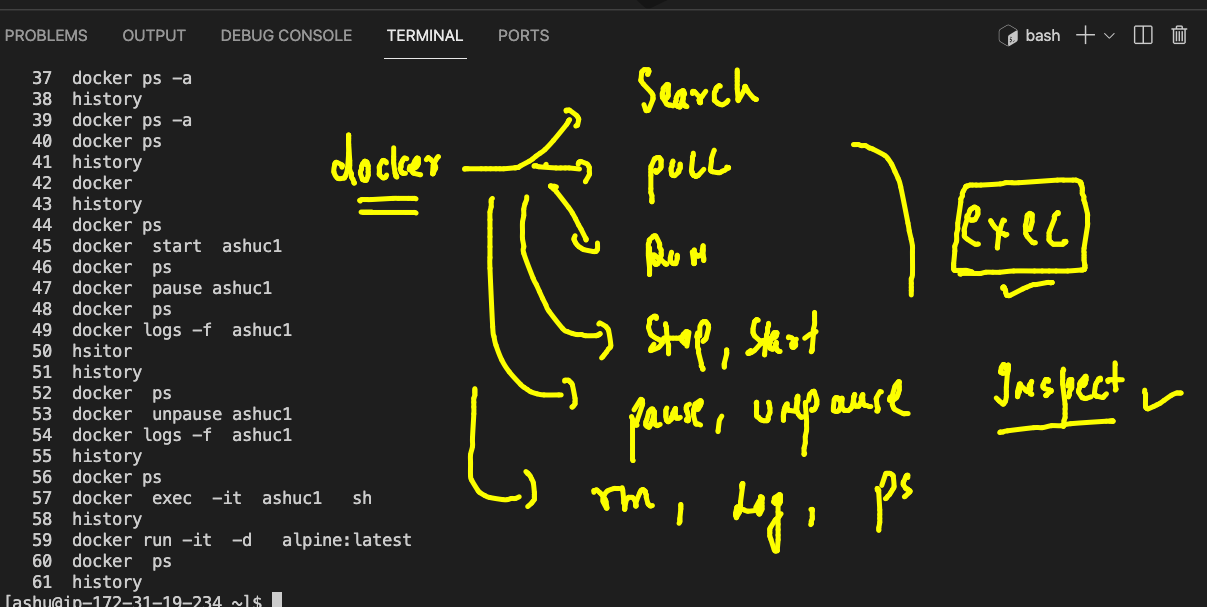 PROBLEMS OUTPUT DEBUG CONSOLE TERMINAL PORTS bash
37 docker ps -a
38 history
39 docker ps -a
40 docker ps
41 history
42 docker
43 history
44 docker ps
45 docker start ashuc1
46 docker ps
47 docker pause ashuc1
48 docker ps
49 docker logs -f ashuc1
50 hsitor
51 history
52 docker ps
53 docker unpause ashuc1
54 docker logs -f ashuc1
55 history
56 docker ps
57 docker exec -it ashuc1 sh
58 history
59 docker run -it -d alpine:latest
60 docker ps
61 history
[ashu@ip-172-31-19-234 ~]$
docker
Search
pull
Run
Stop, Start
pause, unpause
rm, Log, ps
exec
Inspect